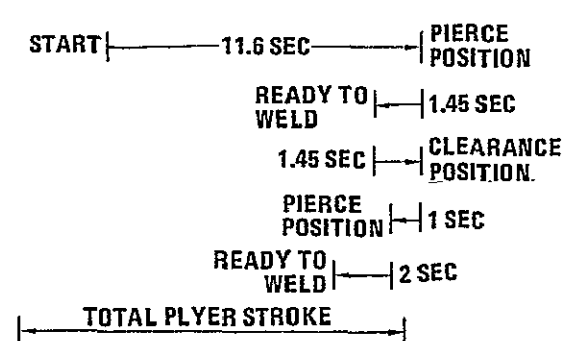 START 11.6 SEC PIERCE
POSITION
READY TO 1.45 SEC
WELD
1.45 SEC CLEARANCE
POSITION.
PIERCE
POSITION 1 SEC
READY TO
WELD 2 SEC
TOTAL PLYER STROKE